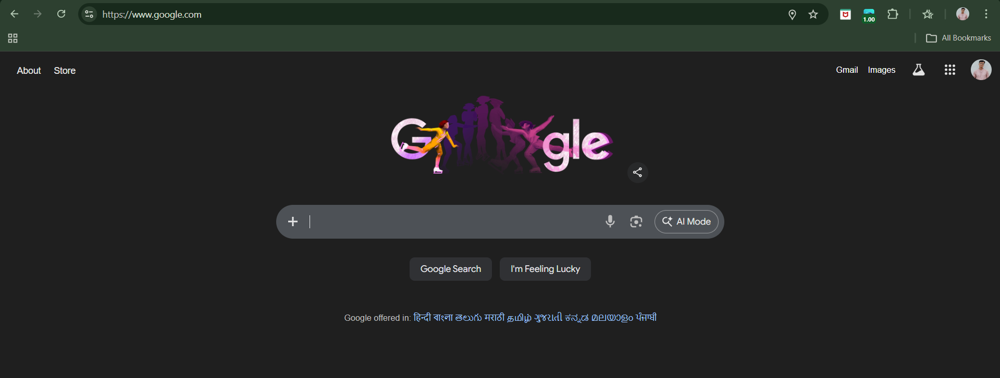 https://www.google.com
1.00
All Bookmarks
About Store
Gmail Images
Google
AI Mode
Google Search I'm Feeling Lucky
Google offered in: हिन्दी বাংলা తెలుగు मराठी தமிழ் ગુજરાતી ಕನ್ನಡ മലയാളം ਪੰਜਾਬੀ